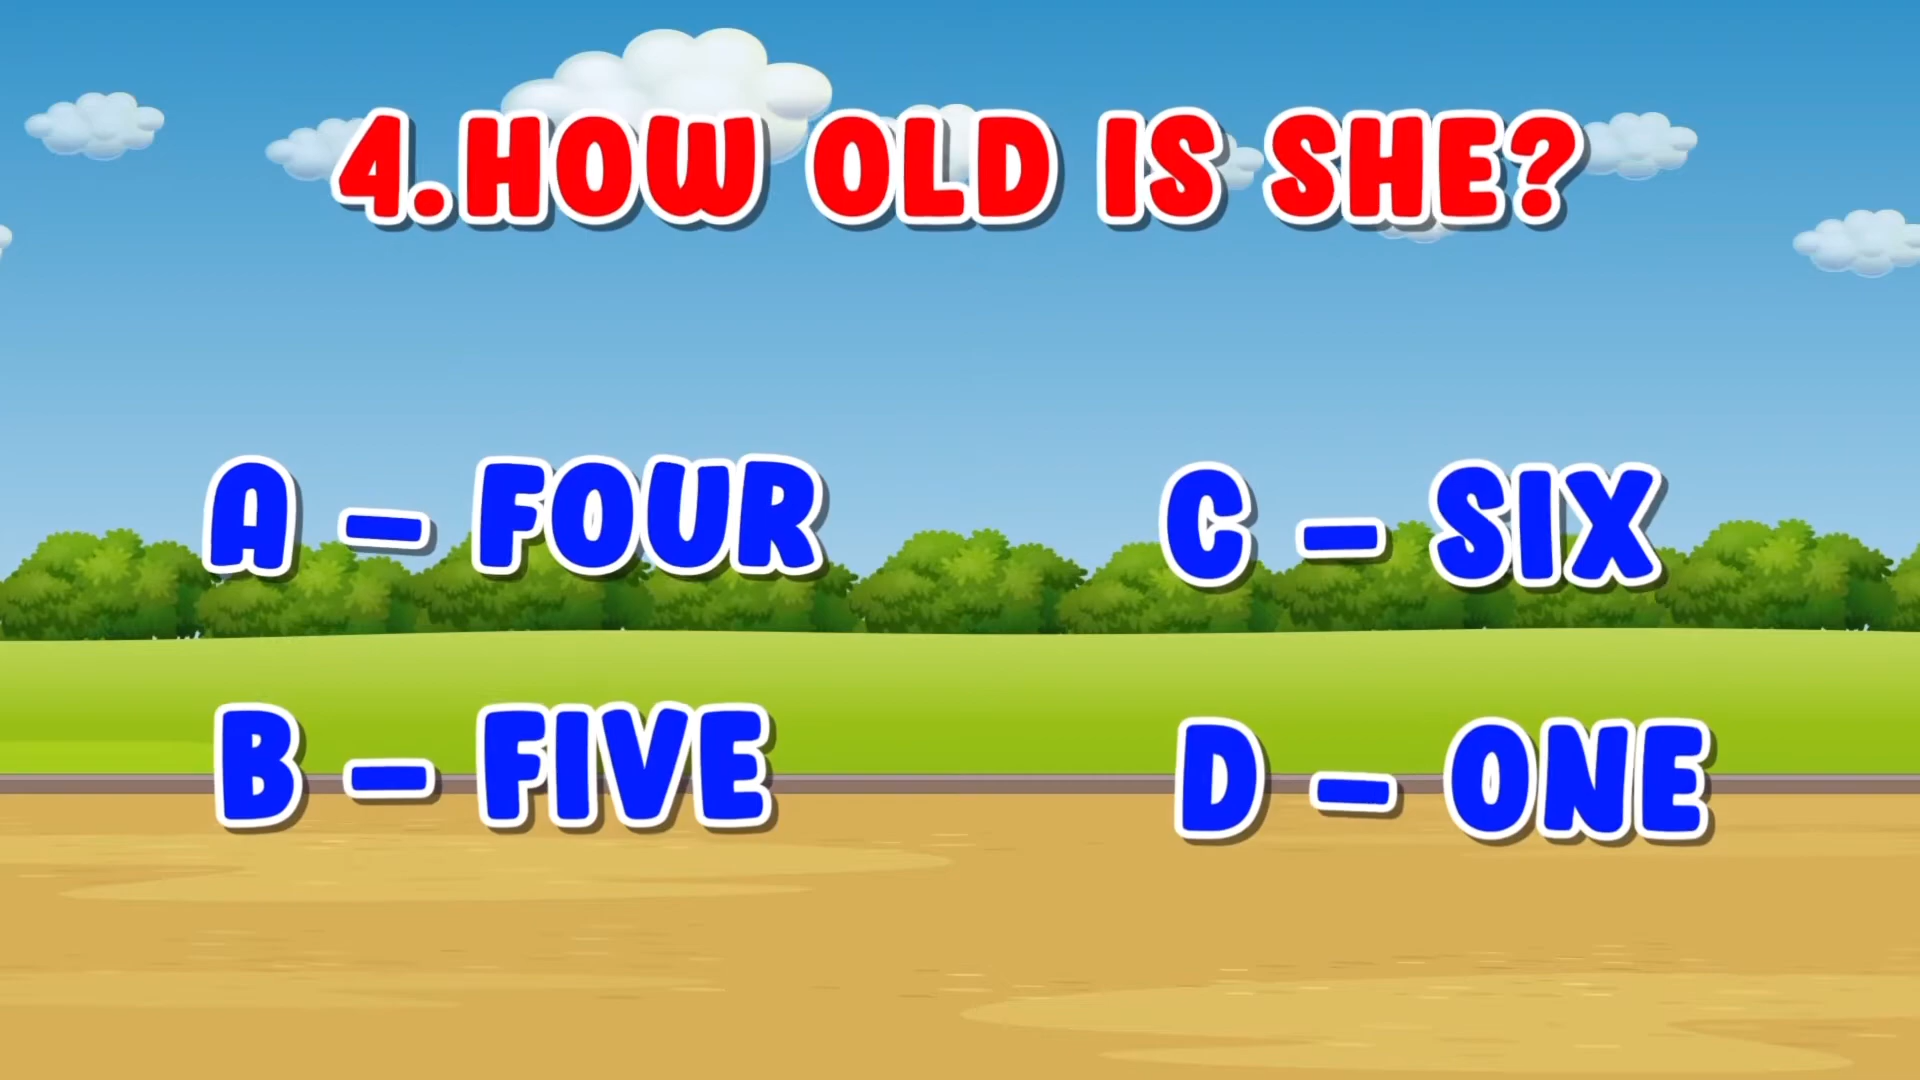 4.HOW OLD IS SHE?
A - FOUR
B - FIVE
C - SIX
D - ONE